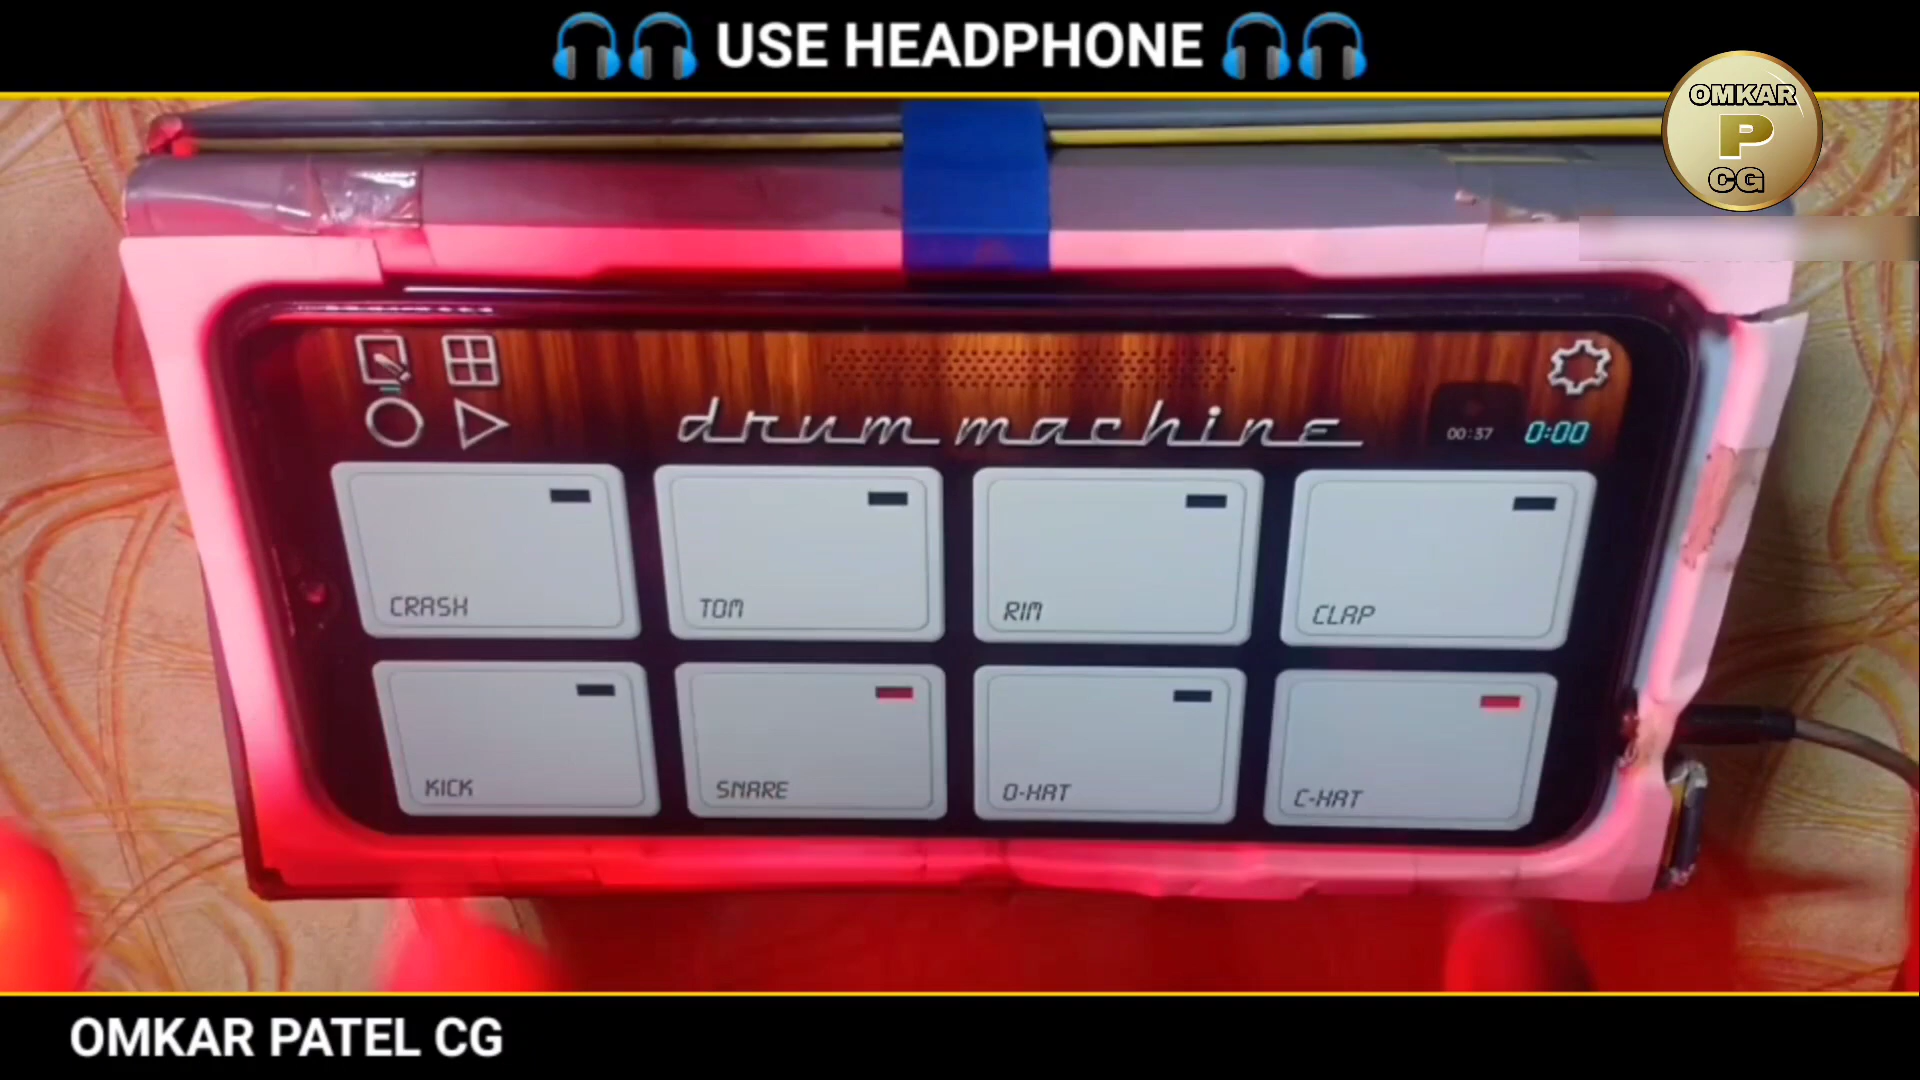 USE HEADPHONE
OMKAR
P
CG
drum machine
00:37
0:00
CRASH
TOM
RIM
CLAP
KICK
SNARE
O-HAT
C-HAT
OMKAR PATEL CG